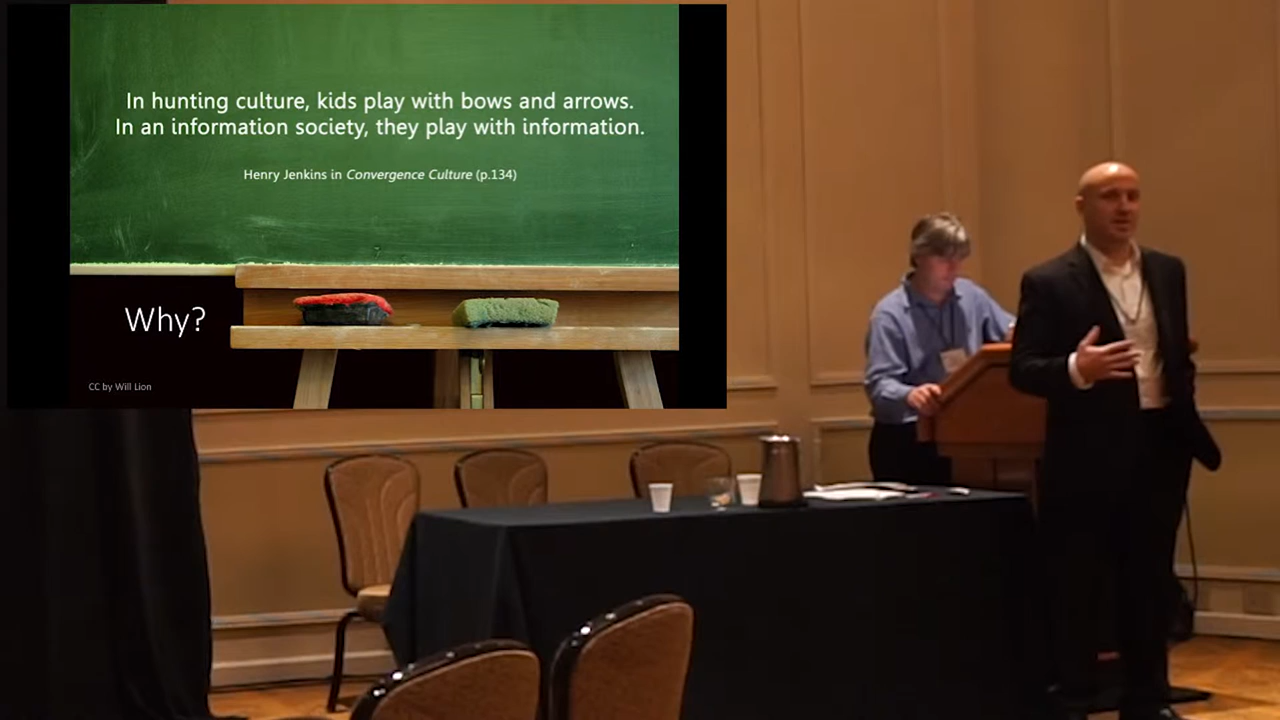 In hunting culture, kids play with bows and arrows.
In an information society, they play with information.
Henry Jenkins in Convergence Culture (p.134)
Why?
CC by Will Lion